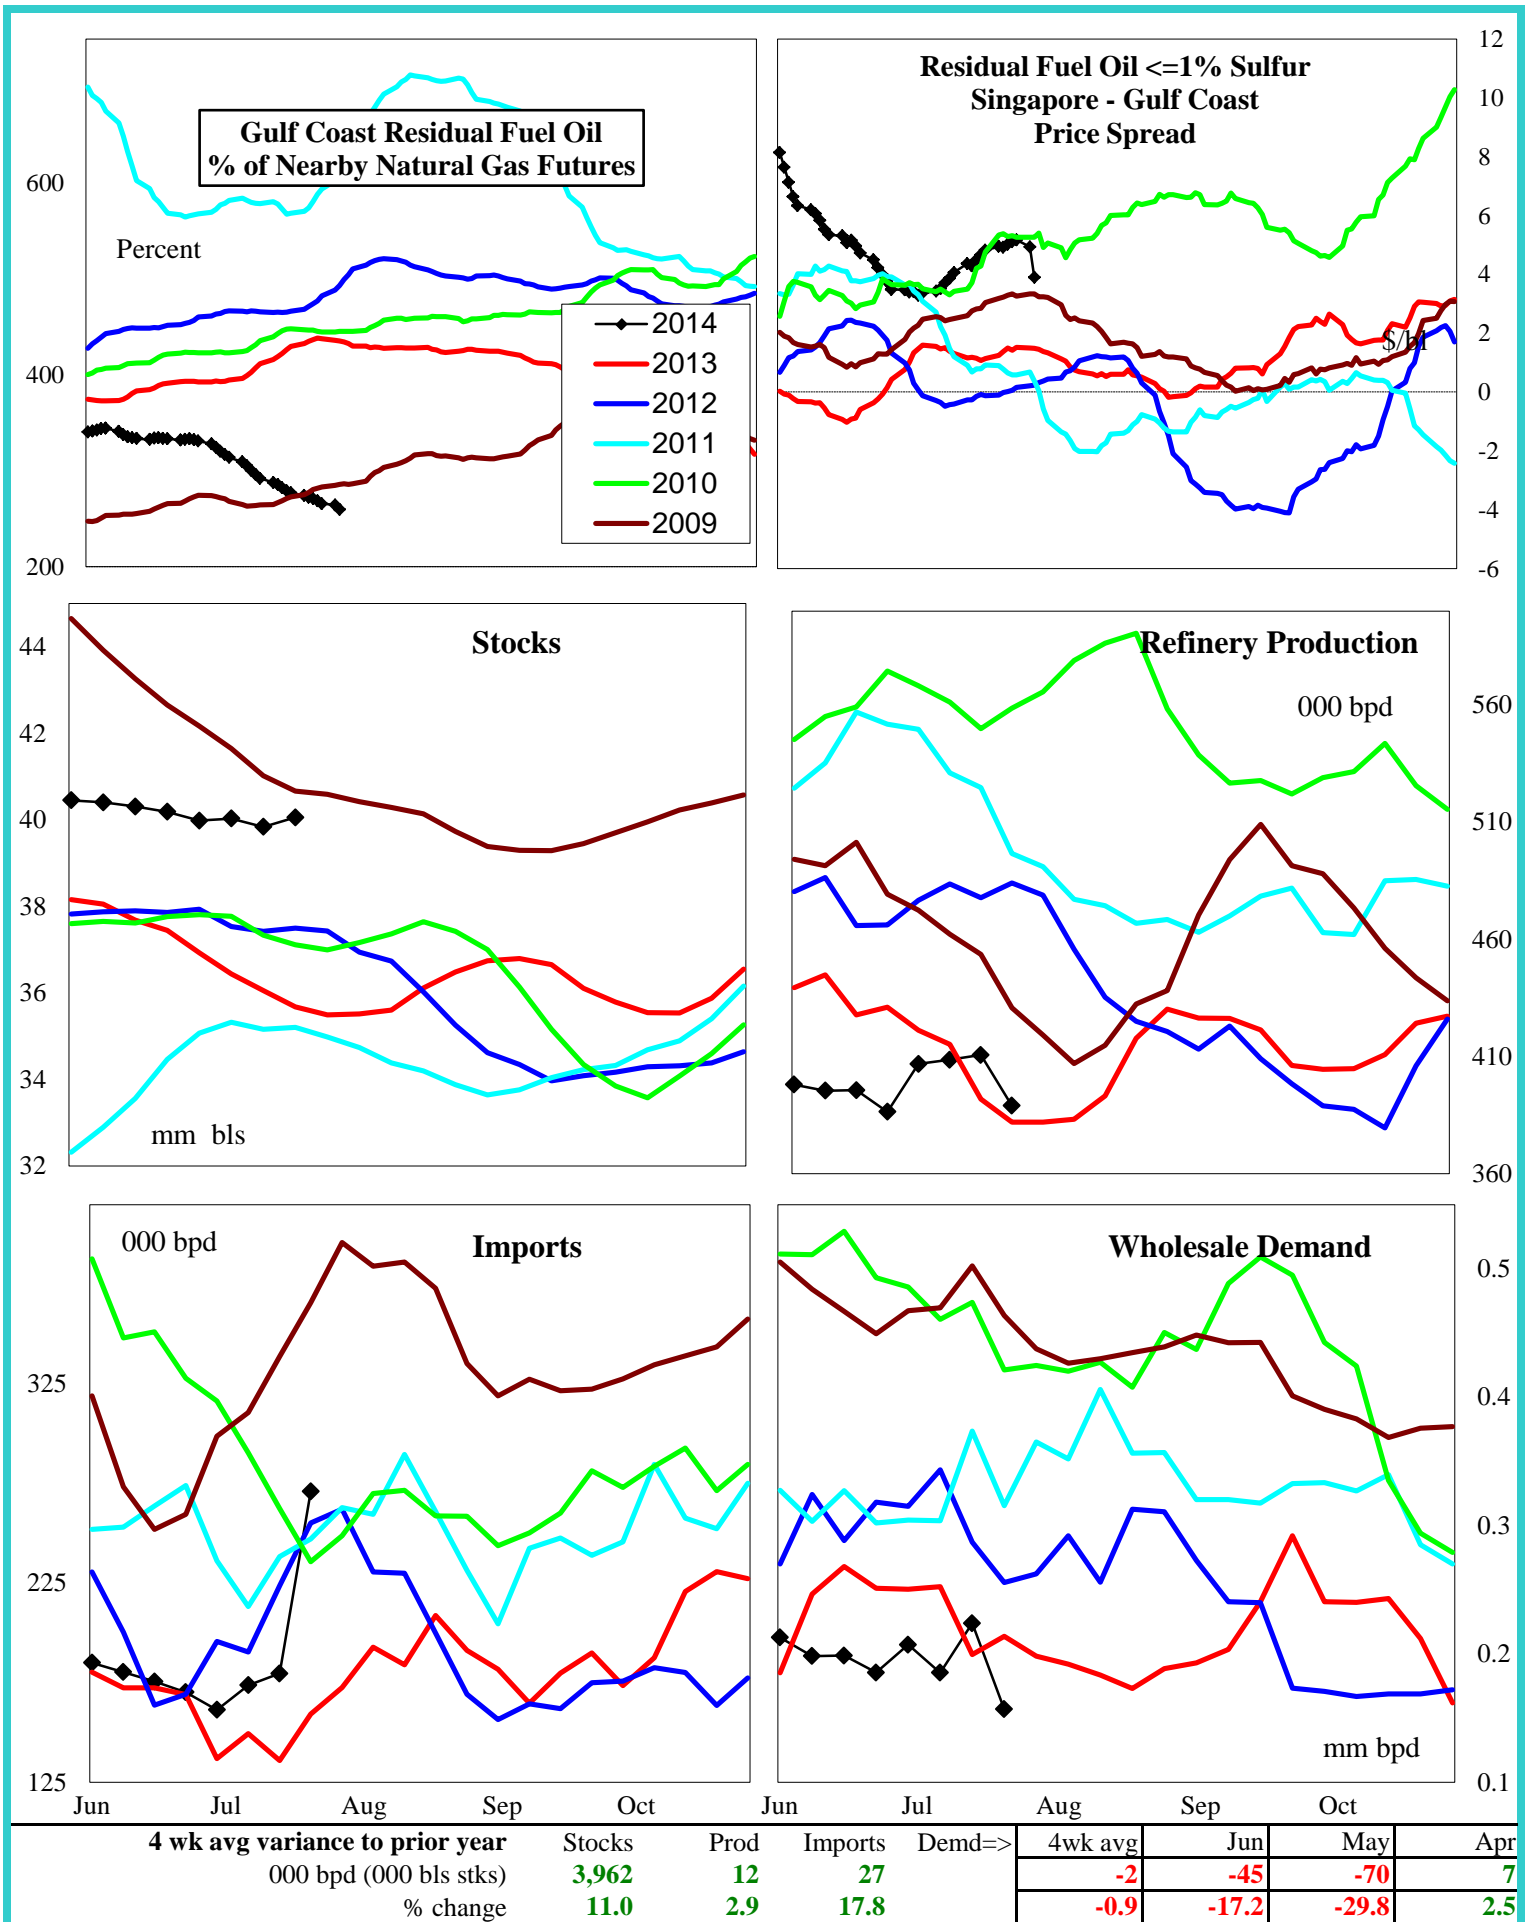 Gulf Coast Residual Fuel Oil
% of Nearby Natural Gas Futures
Percent
600
400
200
2014
2013
2012
2011
2010
2009
Residual Fuel Oil <=1% Sulfur
Singapore - Gulf Coast
Price Spread
$/bl
12
10
8
6
4
2
0
-2
-4
-6
Stocks
mm bls
44
42
40
38
36
34
32
Refinery Production
000 bpd
560
510
460
410
360
Imports
000 bpd
325
225
125
Jun Jul Aug Sep Oct
Wholesale Demand
mm bpd
0.5
0.4
0.3
0.2
0.1
Jun Jul Aug Sep Oct
4 wk avg variance to prior year Stocks Prod Imports Demd=> 4wk avg Jun May Apr
000 bpd (000 bls stks) 3,962 12 27 -2 -45 -70 7
% change 11.0 2.9 17.8 -0.9 -17.2 -29.8 2.5